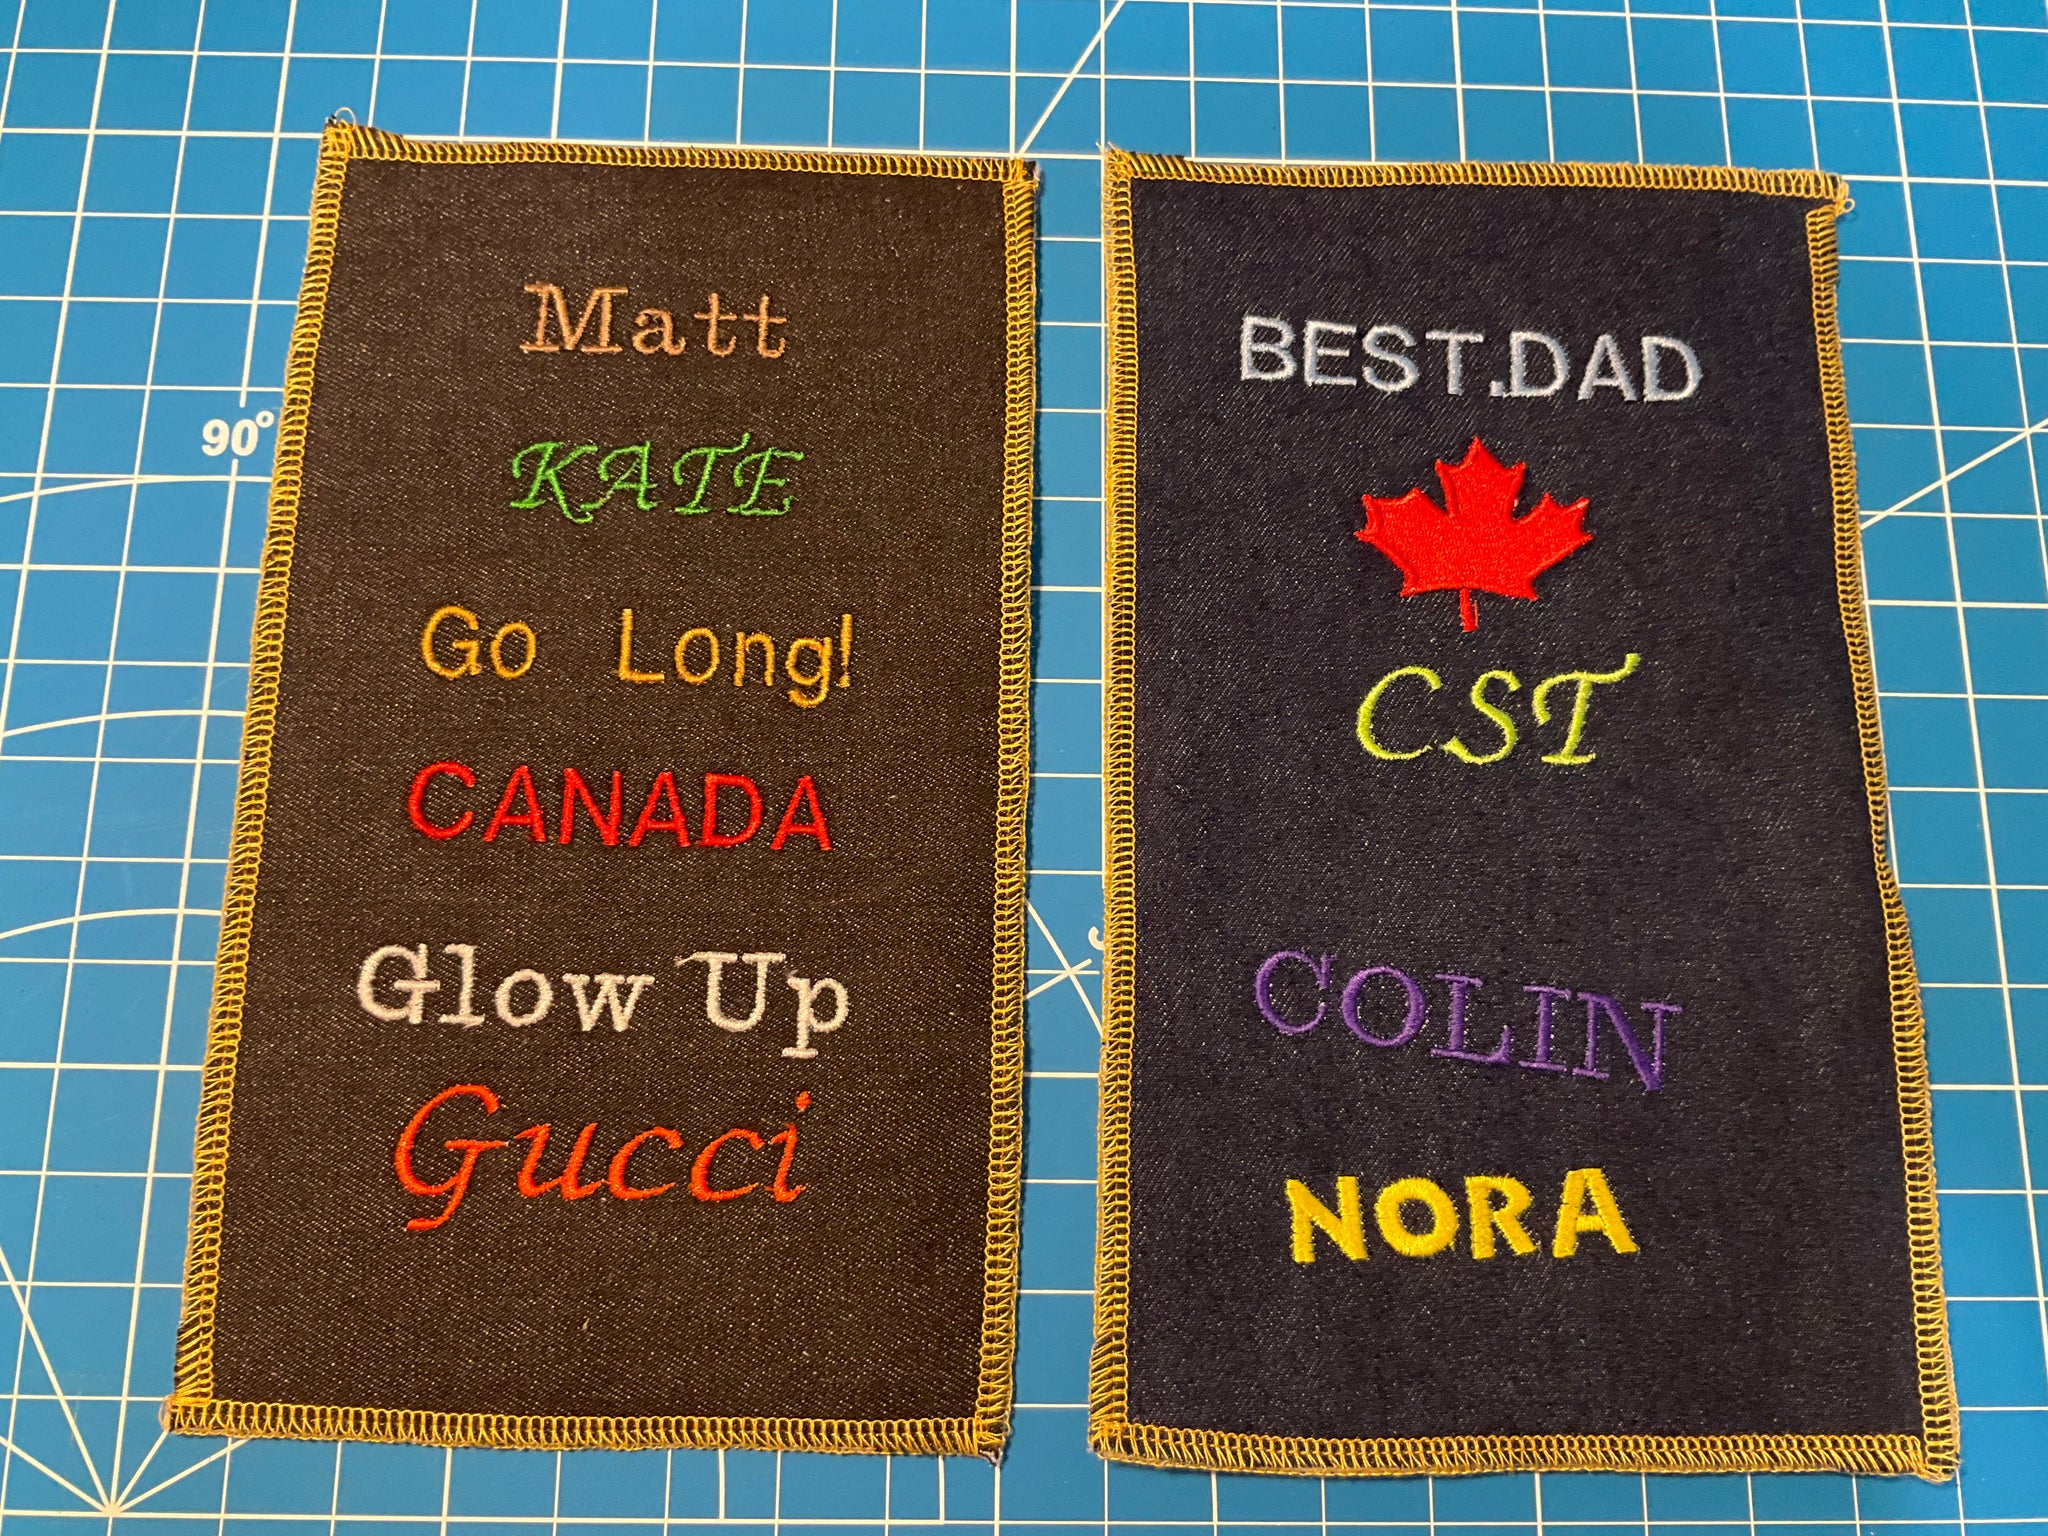 90°
Matt
KATE
Go Long!
CANADA
Glow Up
Gucci
BEST.DAD
CST
COLIN
NORA